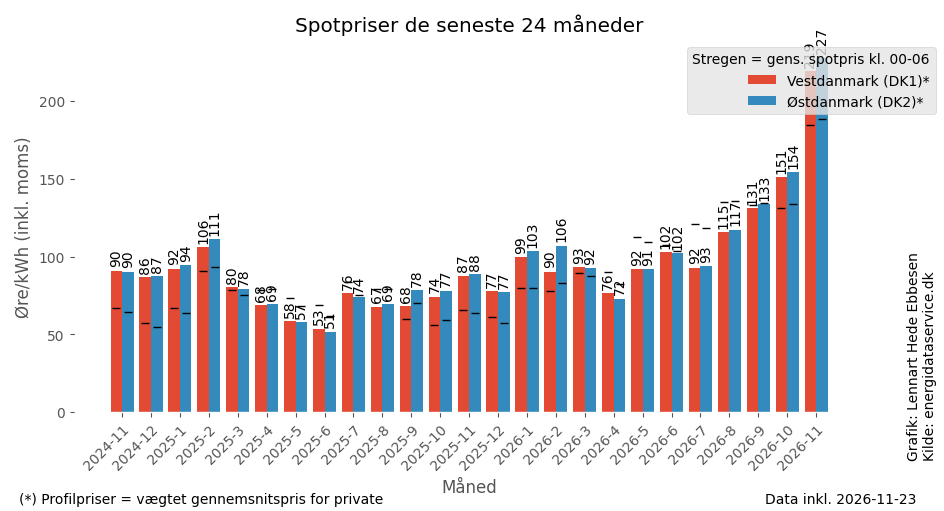 Spotpriser de seneste 24 måneder
Stregen = gens. spotpris kl. 00-06
Vestdanmark (DK1)*
Østdanmark (DK2)*
Øre/kWh (inkl. moms)
200
150
100
50
0
90 90 86 87 92 94 106 111 80 78 68 69 58 57 53 51 76 74 67 69 68 78 74 77 87 88 77 77 99 103 90 106 93 92 76 72 92 91 102 102 92 93 115 117 131 133 151 154 219 227
2024-11 2024-12 2025-1 2025-2 2025-3 2025-4 2025-5 2025-6 2025-7 2025-8 2025-9 2025-10 2025-11 2025-12 2026-1 2026-2 2026-3 2026-4 2026-5 2026-6 2026-7 2026-8 2026-9 2026-10 2026-11
Måned
Grafik: Lennart Hede Ebbesen
Kilde: energidataservice.dk
(*) Profilpriser = vægtet gennemsnitspris for private
Data inkl. 2026-11-23